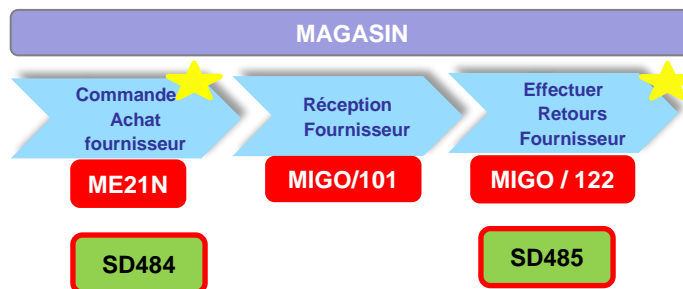 MAGASIN
Commande
Achat
fournisseur
Réception
Fournisseur
Effectuer
Retours
Fournisseur
ME21N
MIGO/101
MIGO / 122
SD484
SD485